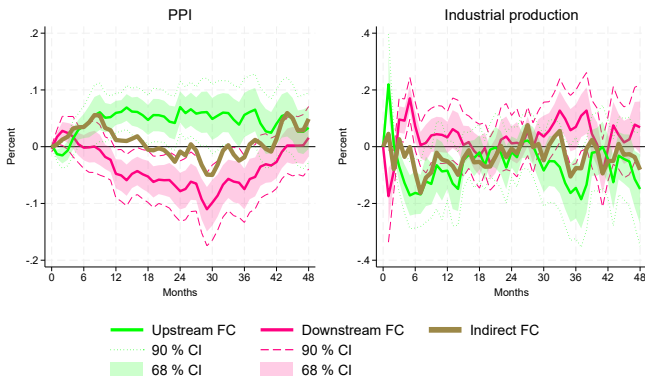 PPI
Industrial production
.2
.1
0
-.1
-.2
Percent
0 6 12 18 24 30 36 42 48
Months
.4
.2
0
-.2
-.4
Percent
0 6 12 18 24 30 36 42 48
Months
Upstream FC Downstream FC Indirect FC
90 % CI 90 % CI
68 % CI 68 % CI